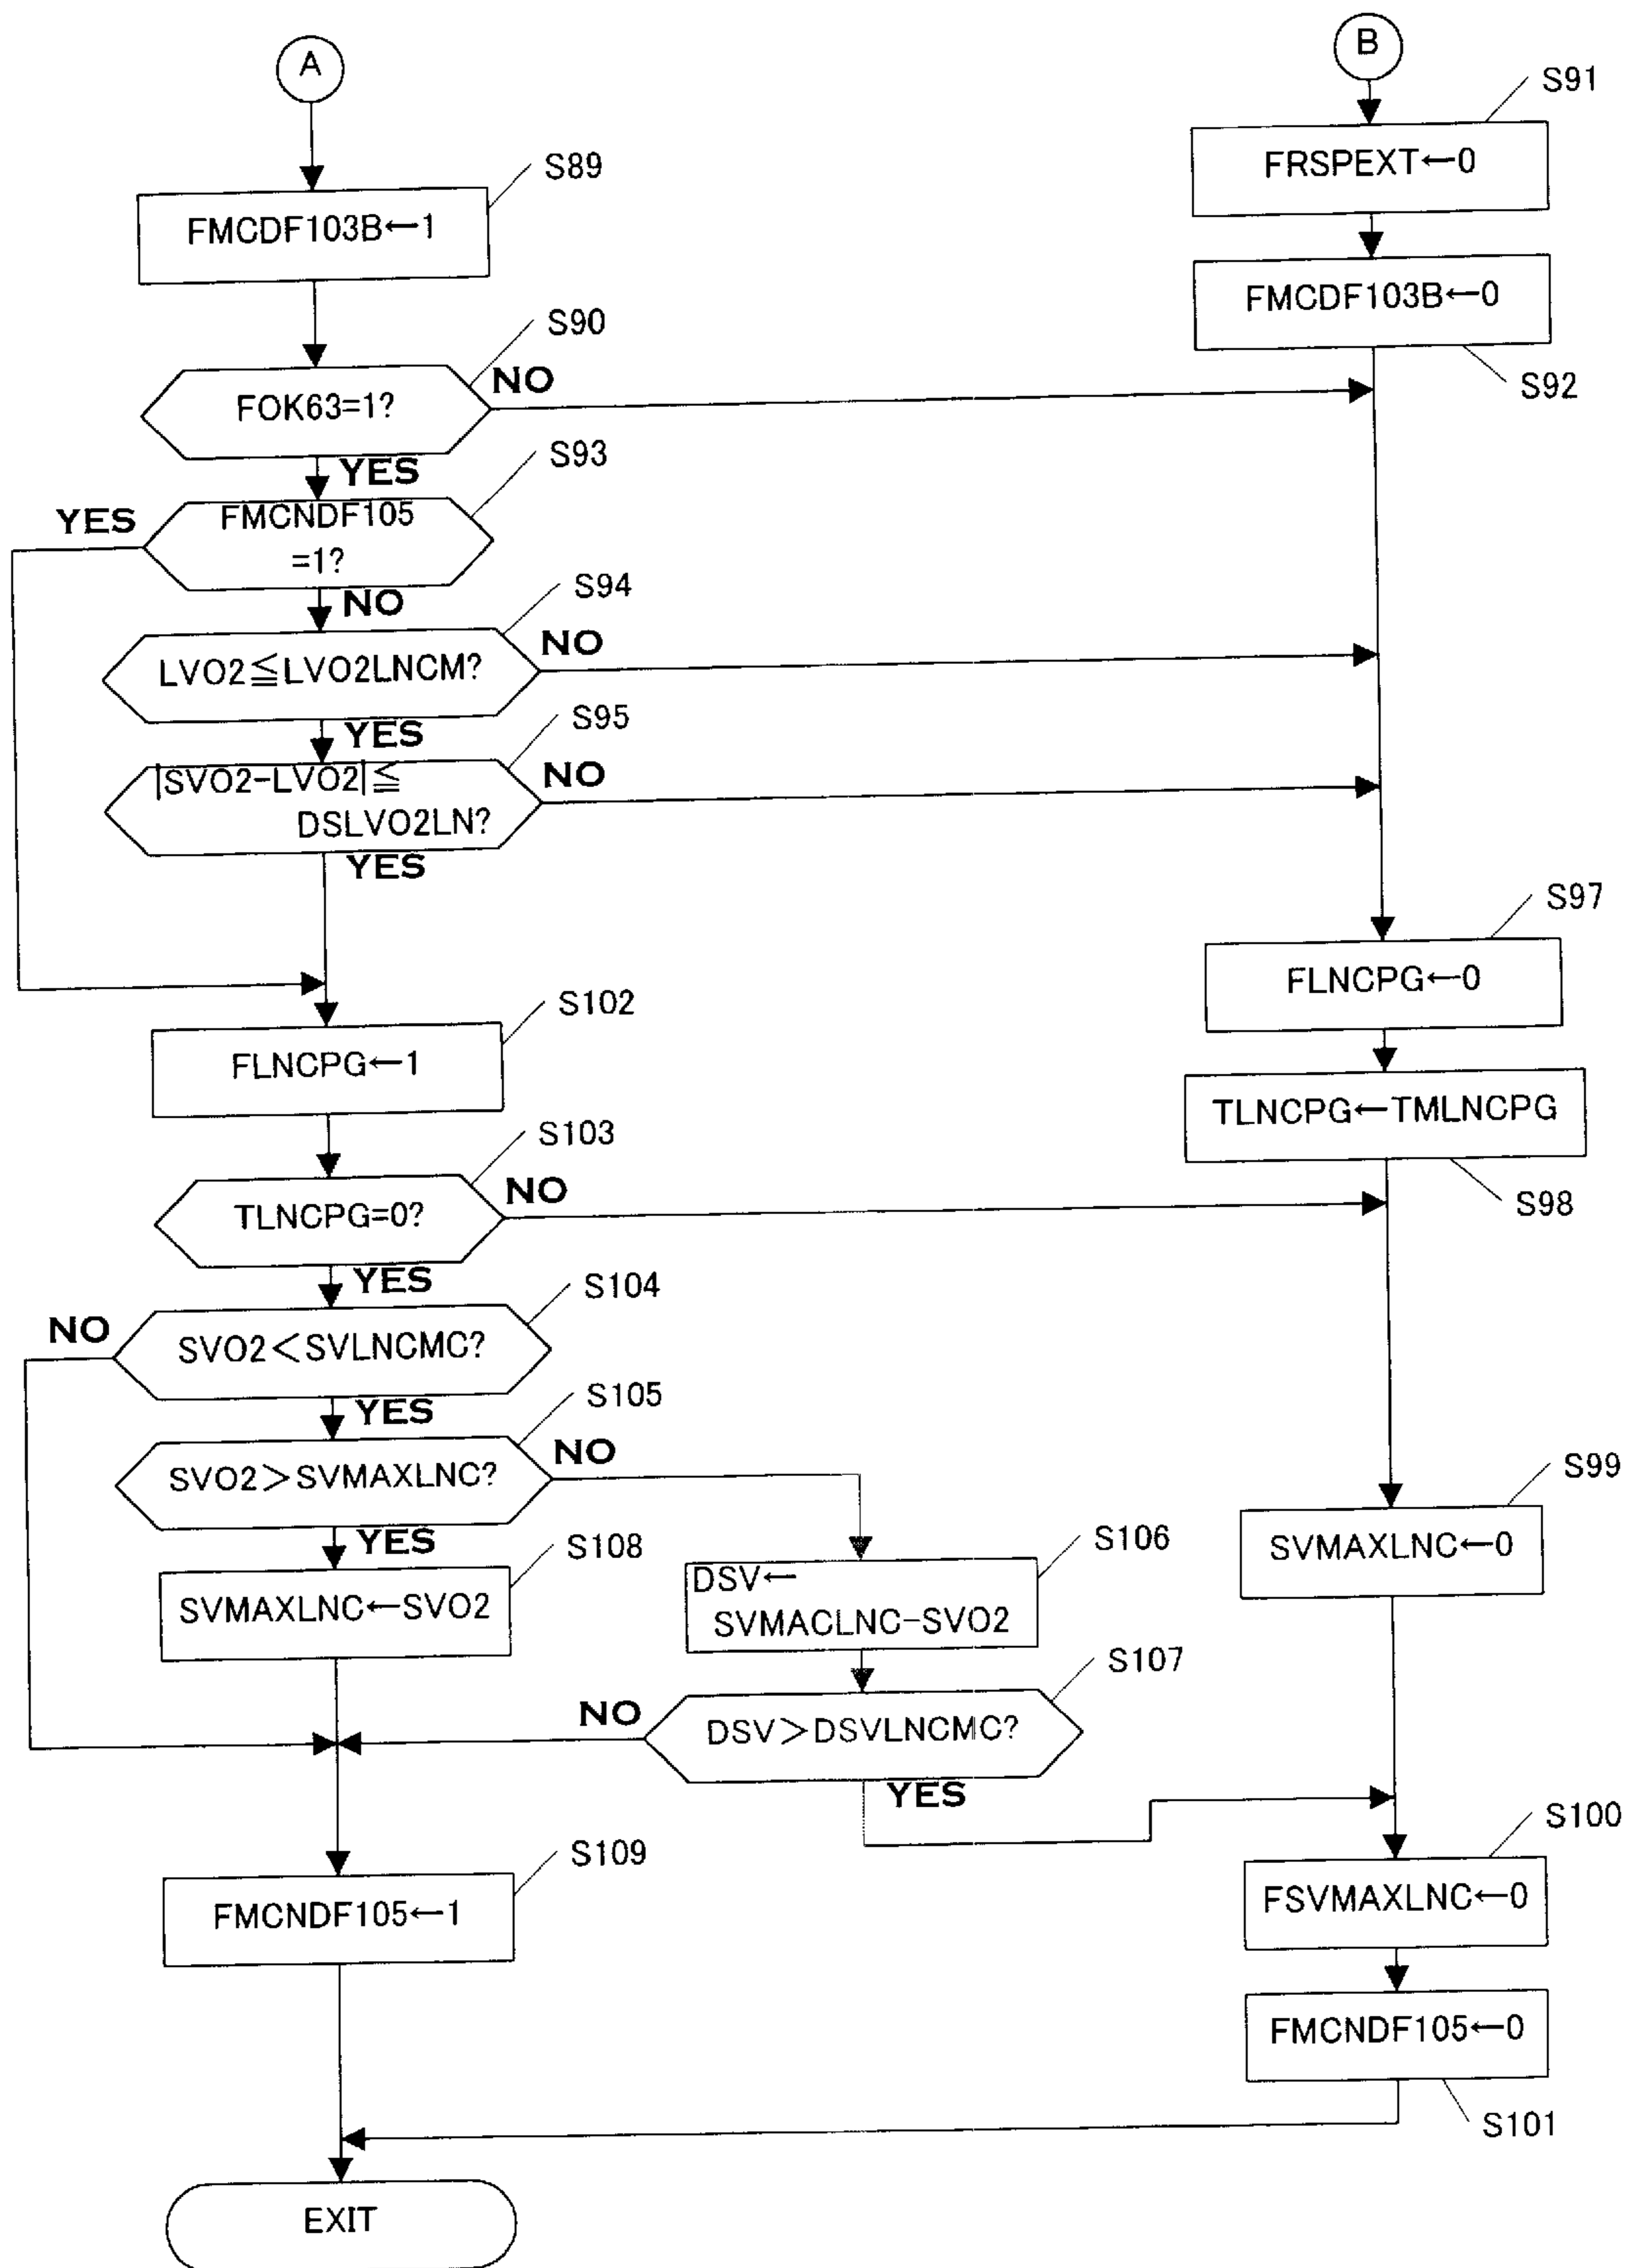 A
S89
FMCDF103B←1
S90
FOK63=1?
NO
YES
S93
FMCNDF105
=1?
YES
NO
S94
LVO2≦LVO2LNCM?
NO
YES
S95
|SVO2-LVO2|≦
DSLVO2LN?
NO
YES
S102
FLNCPG←1
S103
TLNCPG=0?
NO
YES
S104
SVO2<SVLNCMC?
NO
YES
S105
SVO2>SVMAXLNC?
NO
YES
S108
SVMAXLNC←SVO2
S106
DSV←
SVMACLNC-SVO2
S107
DSV>DSVLNCMC?
NO
YES
S109
FMCNDF105←1
EXIT
B
S91
FRSPEXT←0
FMCDF103B←0
S92
S97
FLNCPG←0
TLNCPG←TMLNCPG
S98
S99
SVMAXLNC←0
S100
FSVMAXLNC←0
FMCNDF105←0
S101